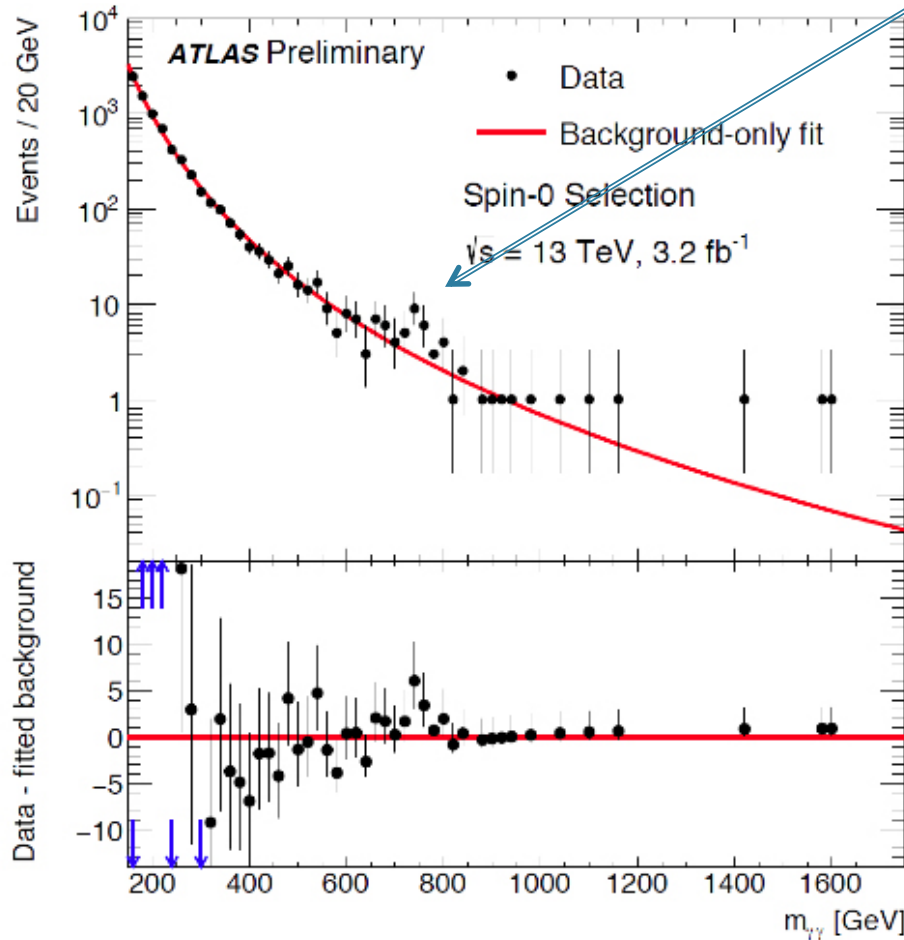 ATLAS Preliminary
Data
Background-only fit
Spin-0 Selection
√s = 13 TeV, 3.2 fb⁻¹
Events / 20 GeV
10⁴
10³
10²
10
1
10⁻¹
Data - fitted background
15
10
5
0
−5
−10
200 400 600 800 1000 1200 1400 1600
mγγ [GeV]